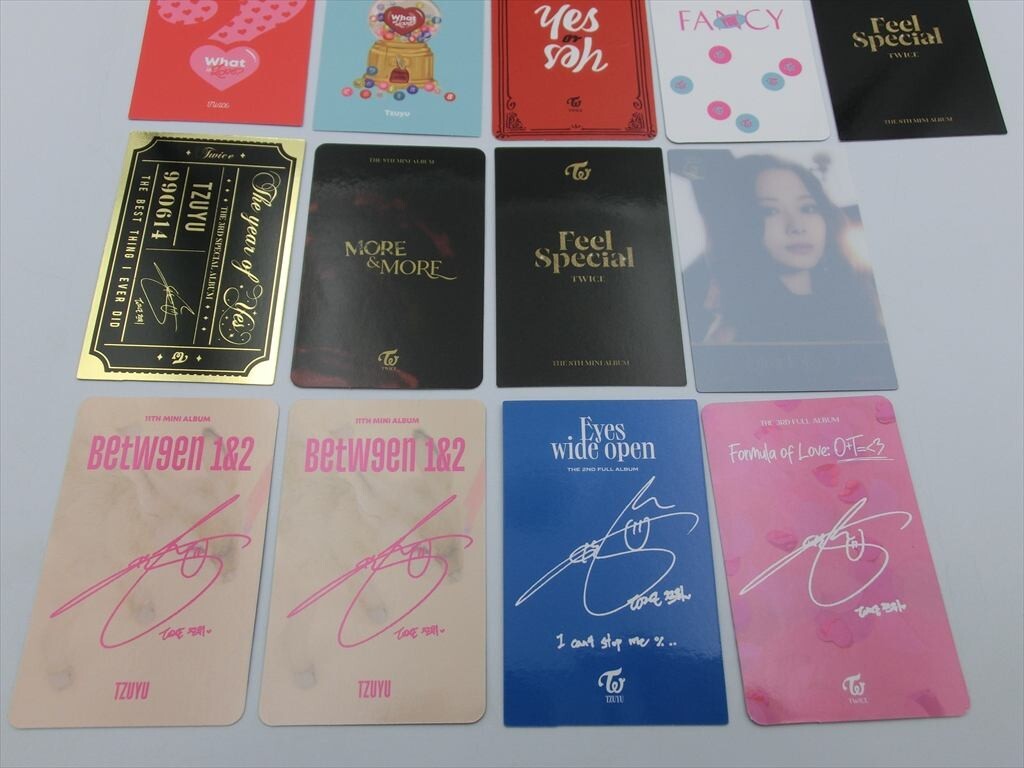 What
is Love?
TWICE
What
is Love?
TZUYU
Yes
or
Yes
TWICE
FANCY
Feel
Special
TWICE
THE 8TH MINI ALBUM
Twice
The year of "Yes"
★ ★ ★ THE 3RD SPECIAL ALBUM ★ ★ ★
TZUYU
990614
THE BEST THING I EVER DID
THE 9TH MINI ALBUM
MORE
&MORE
TWICE
Feel
Special
TWICE
THE 8TH MINI ALBUM
11TH MINI ALBUM
BETW9EN 1&2
TZUYU
11TH MINI ALBUM
BETW9EN 1&2
TZUYU
Eyes
wide open
THE 2ND FULL ALBUM
I can't stop me
TZUYU
THE 3RD FULL ALBUM
Formula of Love: O+T=<3
TWICE